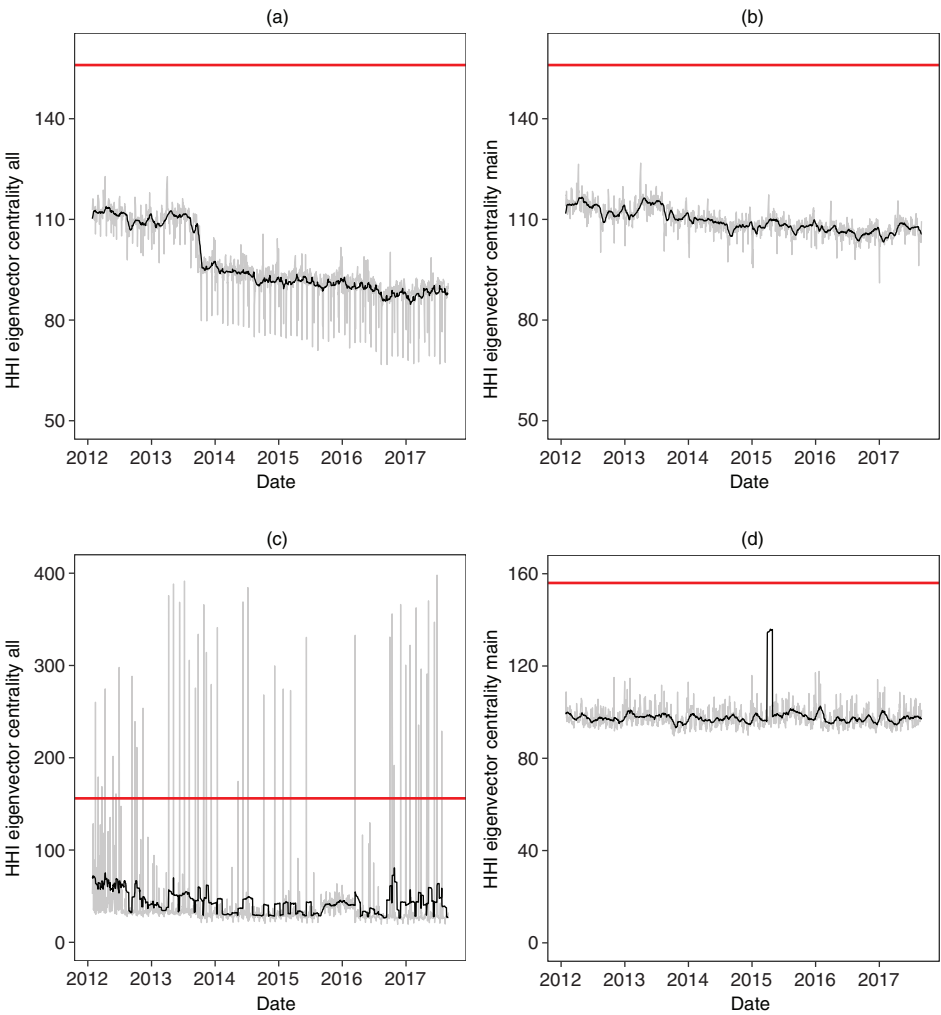 (a)
HHI eigenvector centrality all
140
110
80
50
2012 2013 2014 2015 2016 2017
Date
(b)
HHI eigenvector centrality main
140
110
80
50
2012 2013 2014 2015 2016 2017
Date
(c)
HHI eigenvector centrality all
400
300
200
100
0
2012 2013 2014 2015 2016 2017
Date
(d)
HHI eigenvector centrality main
160
120
80
40
0
2012 2013 2014 2015 2016 2017
Date